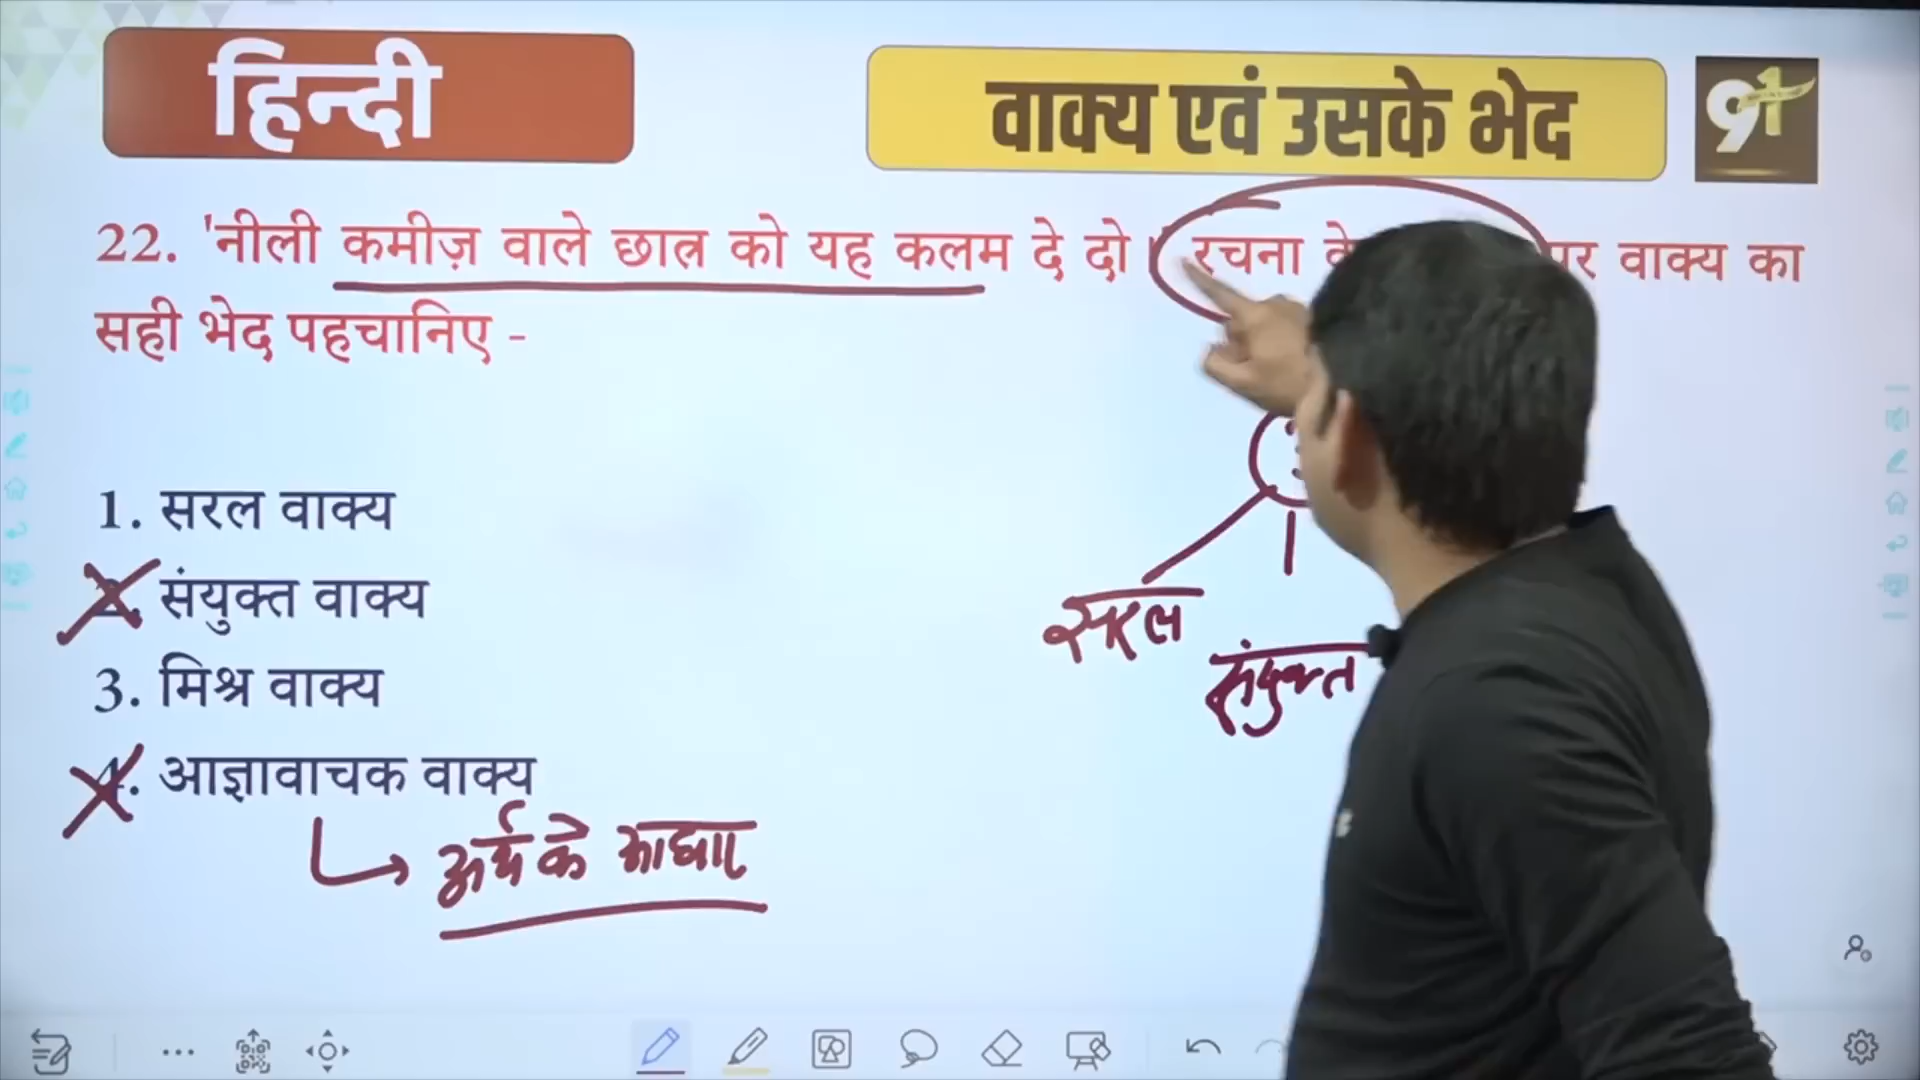 हिन्दी
वाक्य एवं उसके भेद
91
22. 'नीली कमीज़ वाले छात्र को यह कलम दे दो रचना के पर वाक्य का
सही भेद पहचानिए -
1. सरल वाक्य
2. संयुक्त वाक्य
3. मिश्र वाक्य
4. आज्ञावाचक वाक्य
अर्थ के आधार
सरल
संयुक्त